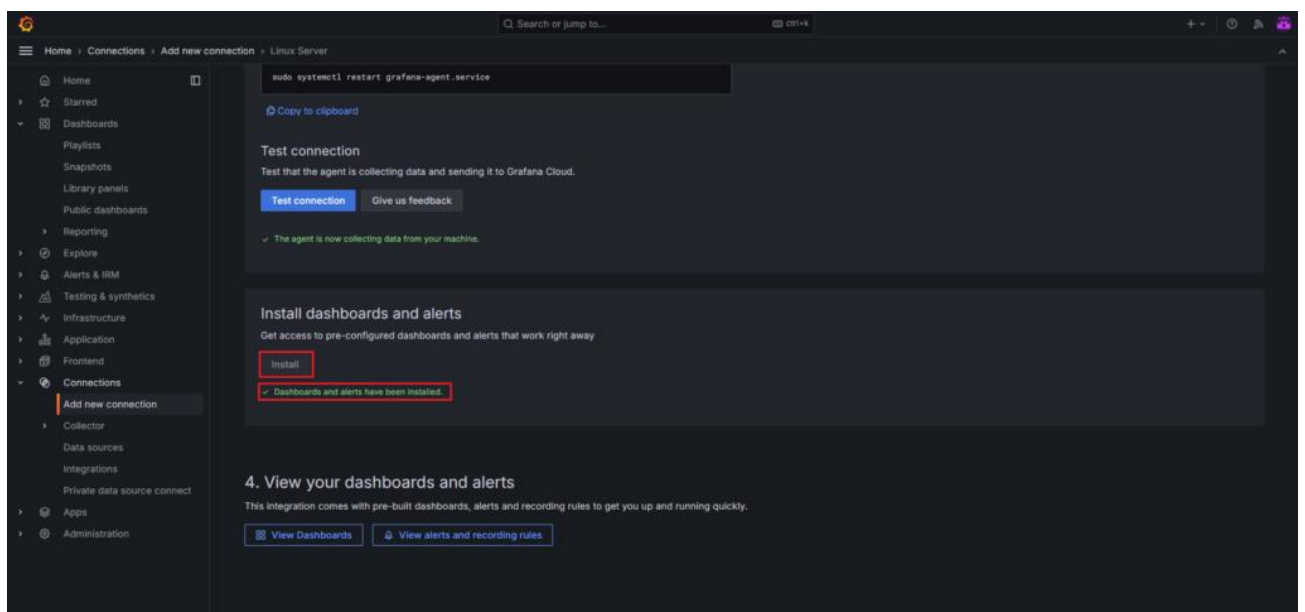 Search or jump to...
ctrl+k
Home › Connections › Add new connection › Linux Server
Home
Starred
Dashboards
Playlists
Snapshots
Library panels
Public dashboards
Reporting
Explore
Alerts & IRM
Testing & synthetics
Infrastructure
Application
Frontend
Connections
Add new connection
Collector
Data sources
Integrations
Private data source connect
Apps
Administration
sudo systemctl restart grafana-agent.service
Copy to clipboard
Test connection
Test that the agent is collecting data and sending it to Grafana Cloud.
Test connection
Give us feedback
The agent is now collecting data from your machine.
Install dashboards and alerts
Get access to pre-configured dashboards and alerts that work right away
Install
Dashboards and alerts have been installed.
4. View your dashboards and alerts
This integration comes with pre-built dashboards, alerts and recording rules to get you up and running quickly.
View Dashboards
View alerts and recording rules